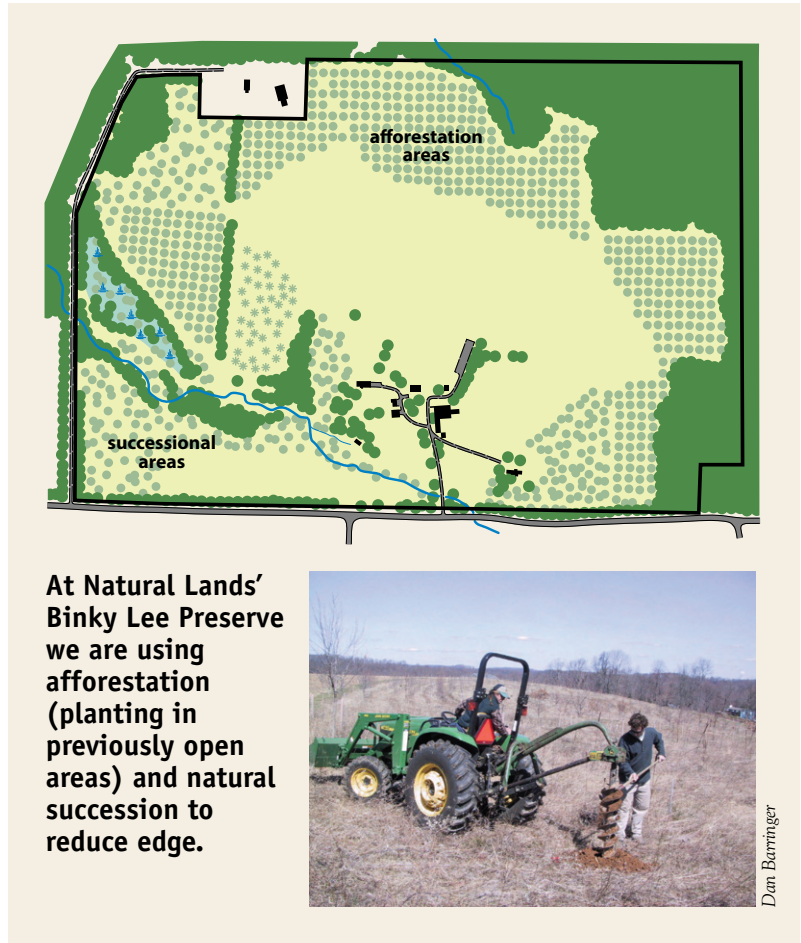 afforestation
areas
successional
areas
At Natural Lands’
Binky Lee Preserve
we are using
afforestation
(planting in
previously open
areas) and natural
succession to
reduce edge.
Dan Barringer